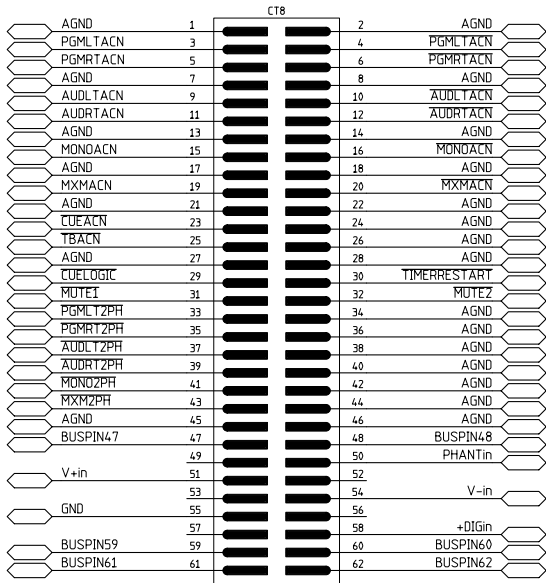 CT8
AGND 1 2 AGND
PGMLTACN 3 4 PGMLTACN
PGMRTACN 5 6 PGMRTACN
AGND 7 8 AGND
AUDLTACN 9 10 AUDLTACN
AUDRTACN 11 12 AUDRTACN
AGND 13 14 AGND
MONOACN 15 16 MONOACN
AGND 17 18 AGND
MXMACN 19 20 MXMACN
AGND 21 22 AGND
CUEACN 23 24 AGND
TBACN 25 26 AGND
AGND 27 28 AGND
CUELOGIC 29 30 TIMERRESTART
MUTE1 31 32 MUTE2
PGMLT2PH 33 34 AGND
PGMRT2PH 35 36 AGND
AUDLT2PH 37 38 AGND
AUDRT2PH 39 40 AGND
MONO2PH 41 42 AGND
MXM2PH 43 44 AGND
AGND 45 46 AGND
BUSPIN47 47 48 BUSPIN48
49 50 PHANTin
V+in 51 52
53 54 V-in
GND 55 56
57 58 +DIGin
BUSPIN59 59 60 BUSPIN60
BUSPIN61 61 62 BUSPIN62